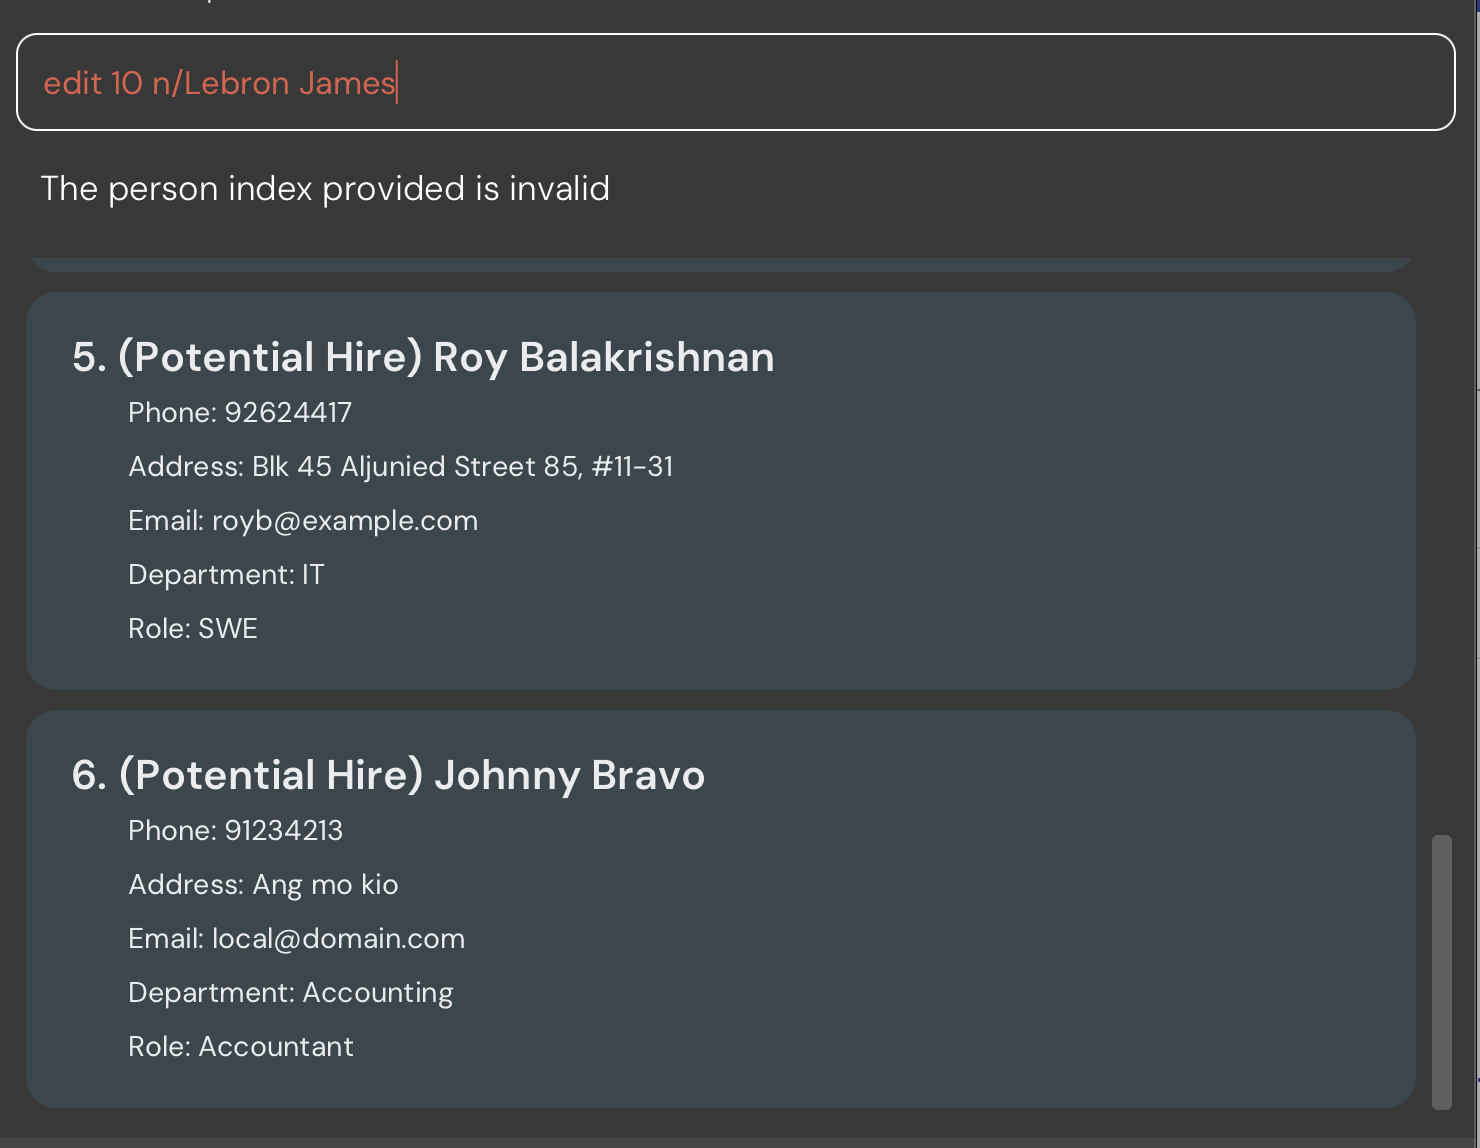 edit 10 n/Lebron James
The person index provided is invalid
5. (Potential Hire) Roy Balakrishnan
Phone: 92624417
Address: Blk 45 Aljunied Street 85, #11-31
Email: royb@example.com
Department: IT
Role: SWE
6. (Potential Hire) Johnny Bravo
Phone: 91234213
Address: Ang mo kio
Email: local@domain.com
Department: Accounting
Role: Accountant